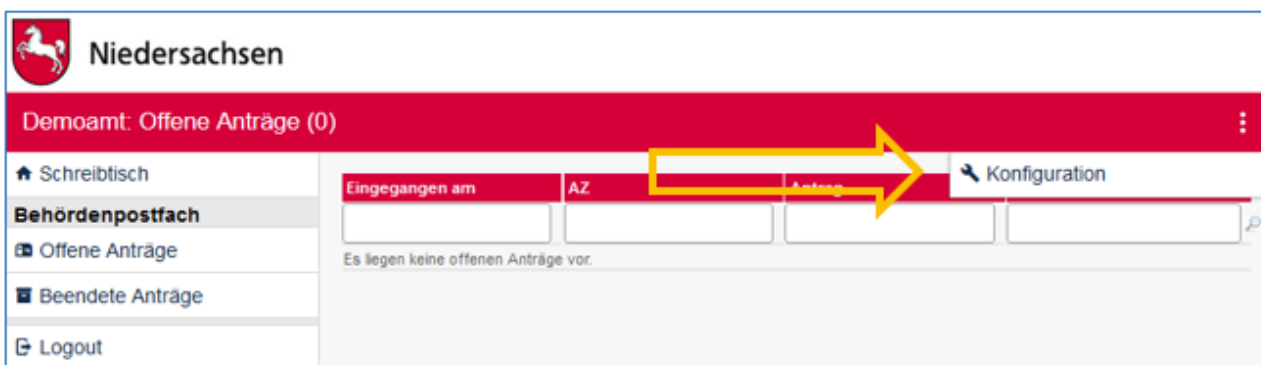 Niedersachsen
Demoamt: Offene Anträge (0)
Schreibtisch
Behördenpostfach
Offene Anträge
Beendete Anträge
Logout
Konfiguration
Eingegangen am AZ Antrag
Es liegen keine offenen Anträge vor.